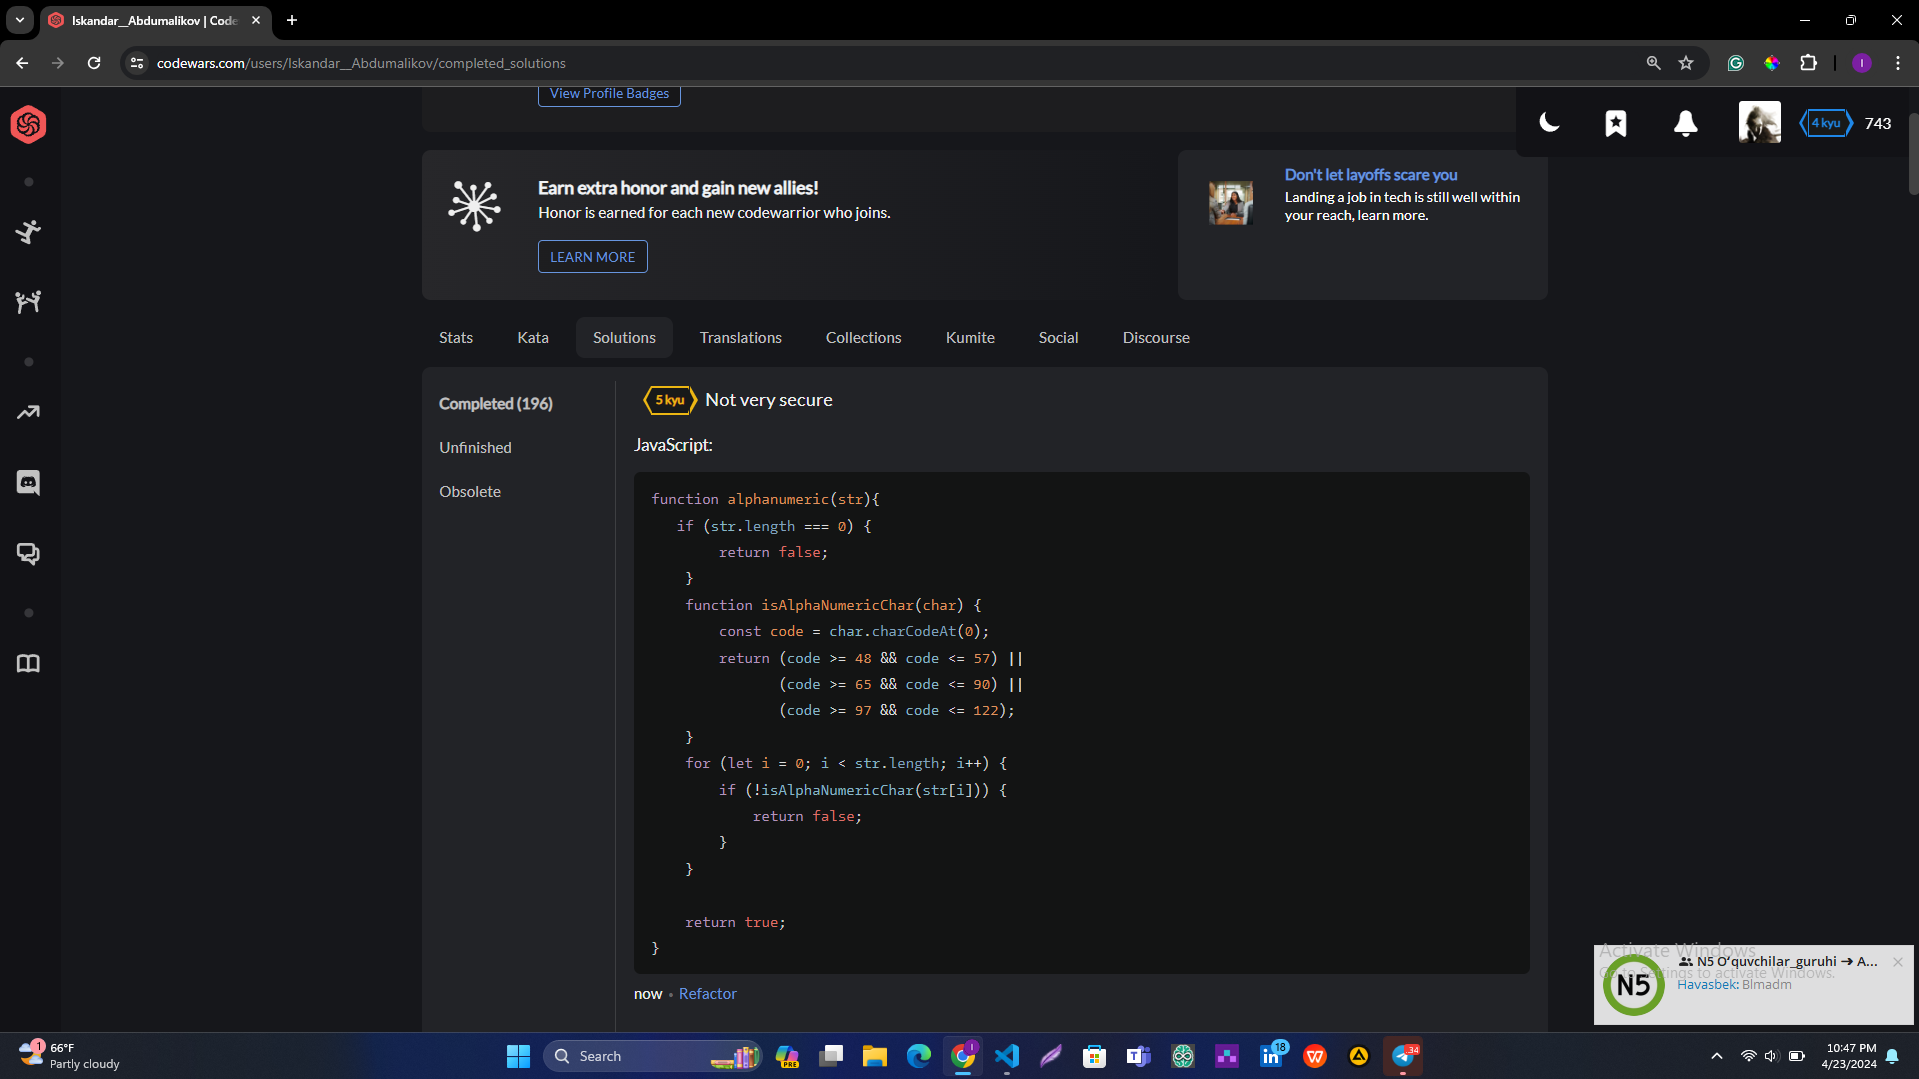 Iskandar__Abdumalikov | Code
codewars.com/users/Iskandar__Abdumalikov/completed_solutions
View Profile Badges
4 kyu
743
Earn extra honor and gain new allies!
Honor is earned for each new codewarrior who joins.
LEARN MORE
Don't let layoffs scare you
Landing a job in tech is still well within
your reach, learn more.
Stats Kata Solutions Translations Collections Kumite Social Discourse
Completed (196)
Unfinished
Obsolete
5 kyu Not very secure
JavaScript:
function alphanumeric(str){
if (str.length === 0) {
return false;
}
function isAlphaNumericChar(char) {
const code = char.charCodeAt(0);
return (code >= 48 && code <= 57) ||
(code >= 65 && code <= 90) ||
(code >= 97 && code <= 122);
}
for (let i = 0; i < str.length; i++) {
if (!isAlphaNumericChar(str[i])) {
return false;
}
}
return true;
}
now • Refactor
Activate Windows
Go to Settings to activate Windows.
N5
N5 Oʻquvchilar_guruhi ➔ A...
Havasbek: Blmadm
1
66°F
Partly cloudy
Search
PRE
I
18
34
10:47 PM
4/23/2024